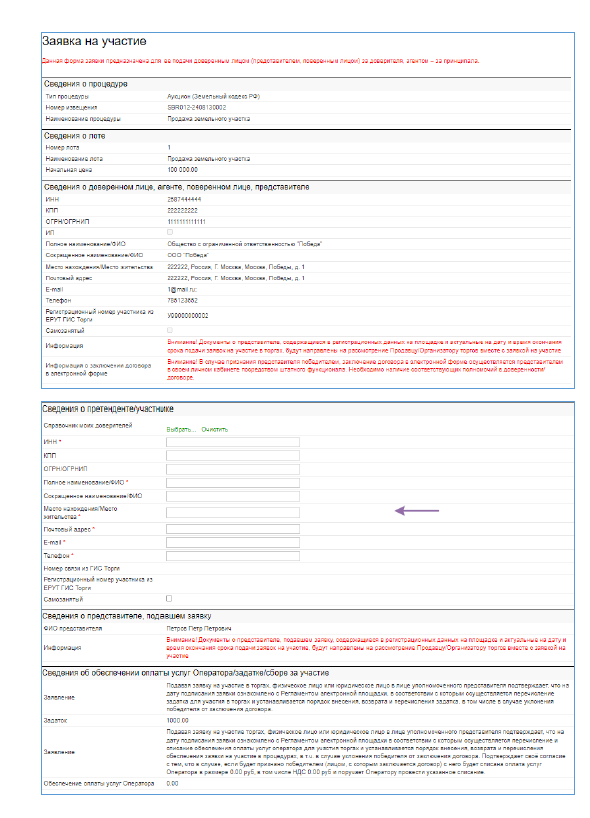 Заявка на участие
Данная форма заявки предназначена для ее подачи доверенным лицом (представителем, поверенным лицом) за доверителя, агентом – за принципала.
Сведения о процедуре
Тип процедуры Аукцион (Земельный кодекс РФ)
Номер извещения SBR012-2408130002
Наименование процедуры Продажа земельного участка
Сведения о лоте
Номер лота 1
Наименование лота Продажа земельного участка
Начальная цена 100 000.00
Сведения о доверенном лице, агенте, поверенном лице, представителе
ИНН 2587444444
КПП 222222222
ОГРН/ОГРНИП 1111111111111
ИП
Полное наименование/ФИО Общество с ограниченной ответственностью "Победа"
Сокращенное наименование/ФИО ООО "Победа"
Место нахождения/Место жительства 222222, Россия, Г. Москва, Москва, Победы, д. 1
Почтовый адрес 222222, Россия, Г. Москва, Москва, Победы, д. 1
E-mail 1@mail.ru;
Телефон 785123652
Регистрационный номер участника из
ЕРУТ ГИС Торги
Самозанятый
Информация Внимание! Документы о представителе, содержащиеся в регистрационных данных на площадке и актуальные на дату и время окончания
срока подачи заявок на участие в торгах, будут направлены на рассмотрение Продавцу/Организатору торгов вместе с заявкой на участие.
Информация о заключении договора
в электронной форме
Внимание! В случае признания представителя победителем, заключение договора в электронной форме осуществляется представителем
в своем личном кабинете посредством штатного функционала. Необходимо наличие соответствующих полномочий в доверенности/
договоре.
Сведения о претенденте/участнике
Справочник моих доверителей Выбрать... Очистить
ИНН *
КПП
ОГРН/ОГРНИП
Полное наименование/ФИО *
Сокращенное наименование/ФИО
Место нахождения/Место
жительства *
Почтовый адрес *
E-mail *
Телефон *
Номер связи из ГИС Торги
Регистрационный номер участника из
ЕРУТ ГИС Торги
Самозанятый
Сведения о представителе, подавшем заявку
ФИО представителя Петров Петр Петрович
Информация Внимание! Документы о представителе, подавшем заявку, содержащиеся в регистрационных данных на площадке и актуальные на дату и
время окончания срока подачи заявок на участие, будут направлены на рассмотрение Продавцу/Организатору торгов вместе с заявкой на
участие
Сведения об обеспечении оплаты услуг Оператора/задатке/сборе за участие
Заявление Подавая заявку на участие в торгах, физическое лицо или юридическое лицо в лице уполномоченного представителя подтверждает, что на
дату подписания заявки ознакомлено с Регламентом электронной площадки, в соответствии с которым осуществляется перечисление
задатка для участия в торгах и устанавливается порядок внесения, возврата и перечисления задатка, в том числе в случае уклонения
победителя от заключения договора
Задаток 1000.00
Заявление Подавая заявку на участие торгах, физическое лицо или юридическое лицо в лице уполномоченного представителя подтверждает, что на
дату подписания заявки ознакомлено с Регламентом электронной площадки в соответствии с которым осуществляется перечисление и
списание обеспечения оплаты услуг оператора для участия торгах и устанавливается порядок внесения, возврата и перечисления
обеспечения заявки на участие в процедурах, в т.ч. в случае уклонения победителя от заключения договора. Подтверждает свое согласие
с тем, что в случае, если будет признано победителем (лицом, с которым заключается договор) с него будет списана плата услуг
Оператора в размере 0.00 руб, в том числе НДС 0.00 руб и поручает Оператору провести указанное списание
Обеспечение оплаты услуг Оператора 0.00